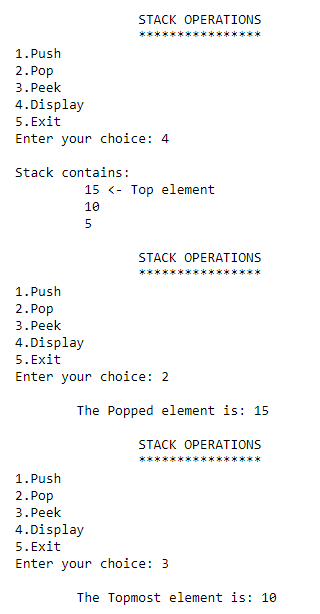 STACK OPERATIONS
****************
1.Push
2.Pop
3.Peek
4.Display
5.Exit
Enter your choice: 4
Stack contains:
15 <- Top element
10
5
STACK OPERATIONS
****************
1.Push
2.Pop
3.Peek
4.Display
5.Exit
Enter your choice: 2
The Popped element is: 15
STACK OPERATIONS
****************
1.Push
2.Pop
3.Peek
4.Display
5.Exit
Enter your choice: 3
The Topmost element is: 10